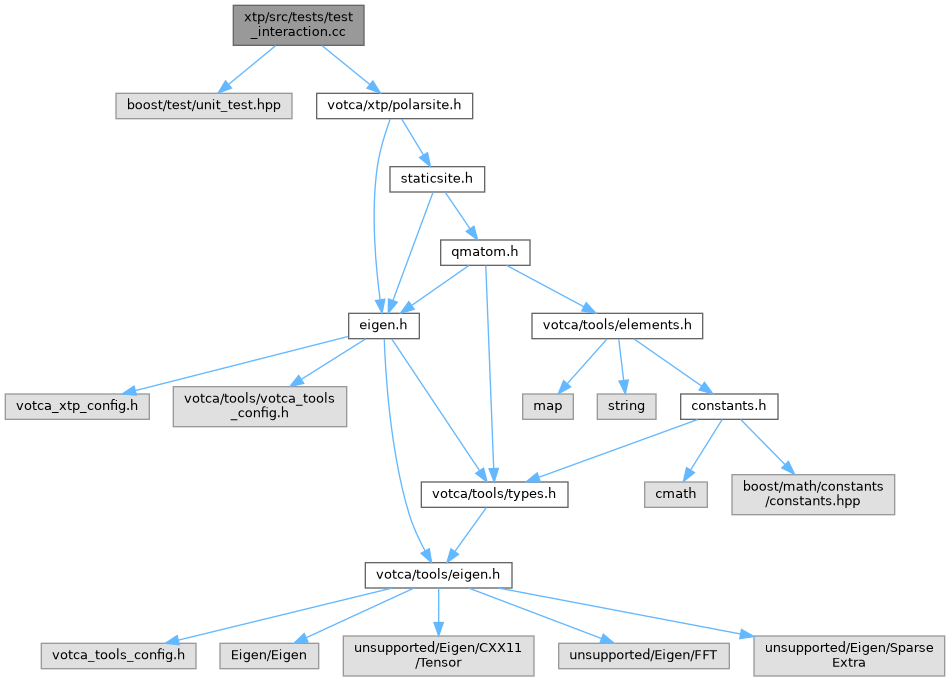 xtp/src/tests/test
_interaction.cc
boost/test/unit_test.hpp
votca/xtp/polarsite.h
staticsite.h
qmatom.h
eigen.h
votca/tools/elements.h
votca_xtp_config.h
votca/tools/votca_tools
_config.h
map
string
constants.h
votca/tools/types.h
cmath
boost/math/constants
/constants.hpp
votca/tools/eigen.h
votca_tools_config.h
Eigen/Eigen
unsupported/Eigen/CXX11
/Tensor
unsupported/Eigen/FFT
unsupported/Eigen/Sparse
Extra